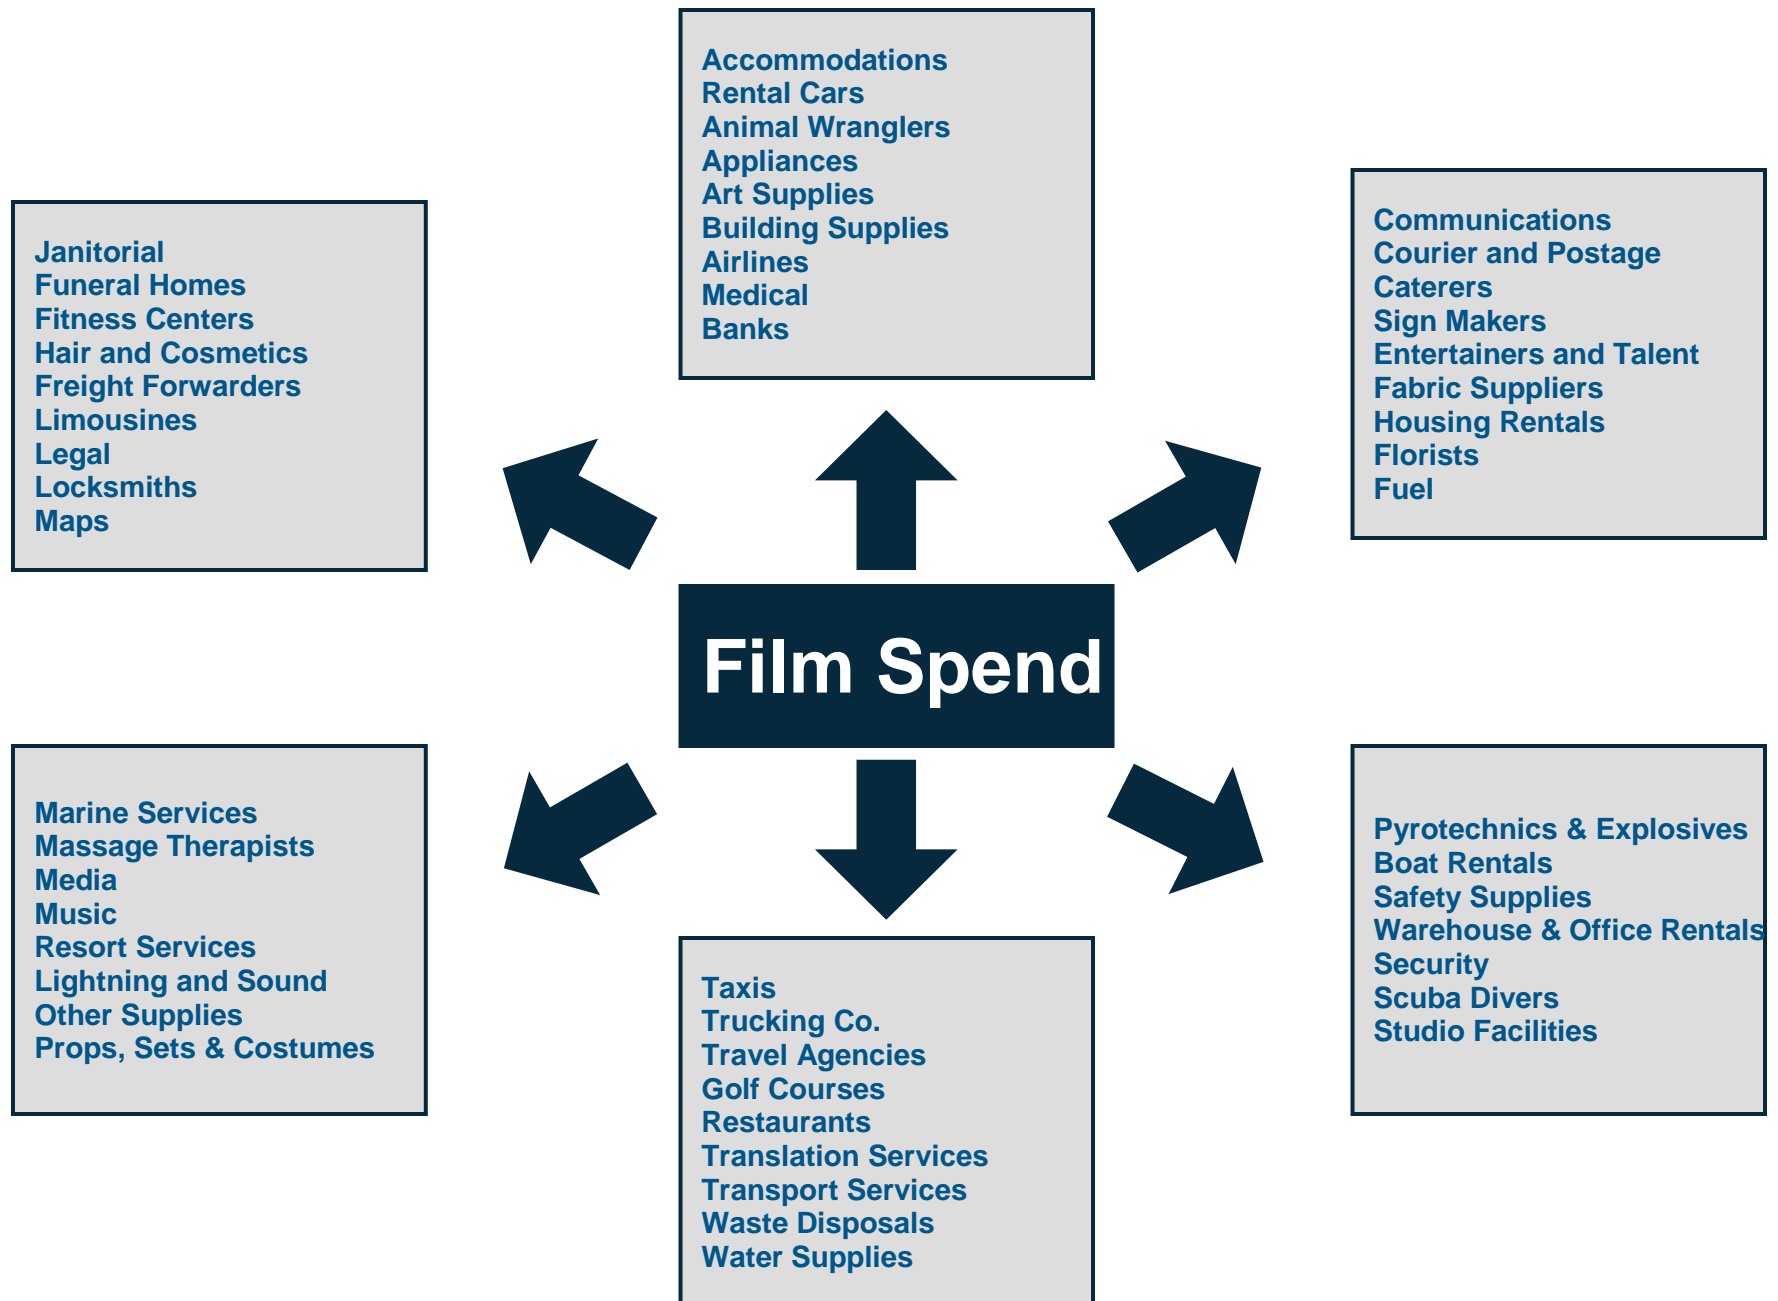 Accommodations
Rental Cars
Animal Wranglers
Appliances
Art Supplies
Building Supplies
Airlines
Medical
Banks
Janitorial
Funeral Homes
Fitness Centers
Hair and Cosmetics
Freight Forwarders
Limousines
Legal
Locksmiths
Maps
Communications
Courier and Postage
Caterers
Sign Makers
Entertainers and Talent
Fabric Suppliers
Housing Rentals
Florists
Fuel
Film Spend
Marine Services
Massage Therapists
Media
Music
Resort Services
Lightning and Sound
Other Supplies
Props, Sets & Costumes
Taxis
Trucking Co.
Travel Agencies
Golf Courses
Restaurants
Translation Services
Transport Services
Waste Disposals
Water Supplies
Pyrotechnics & Explosives
Boat Rentals
Safety Supplies
Warehouse & Office Rentals
Security
Scuba Divers
Studio Facilities